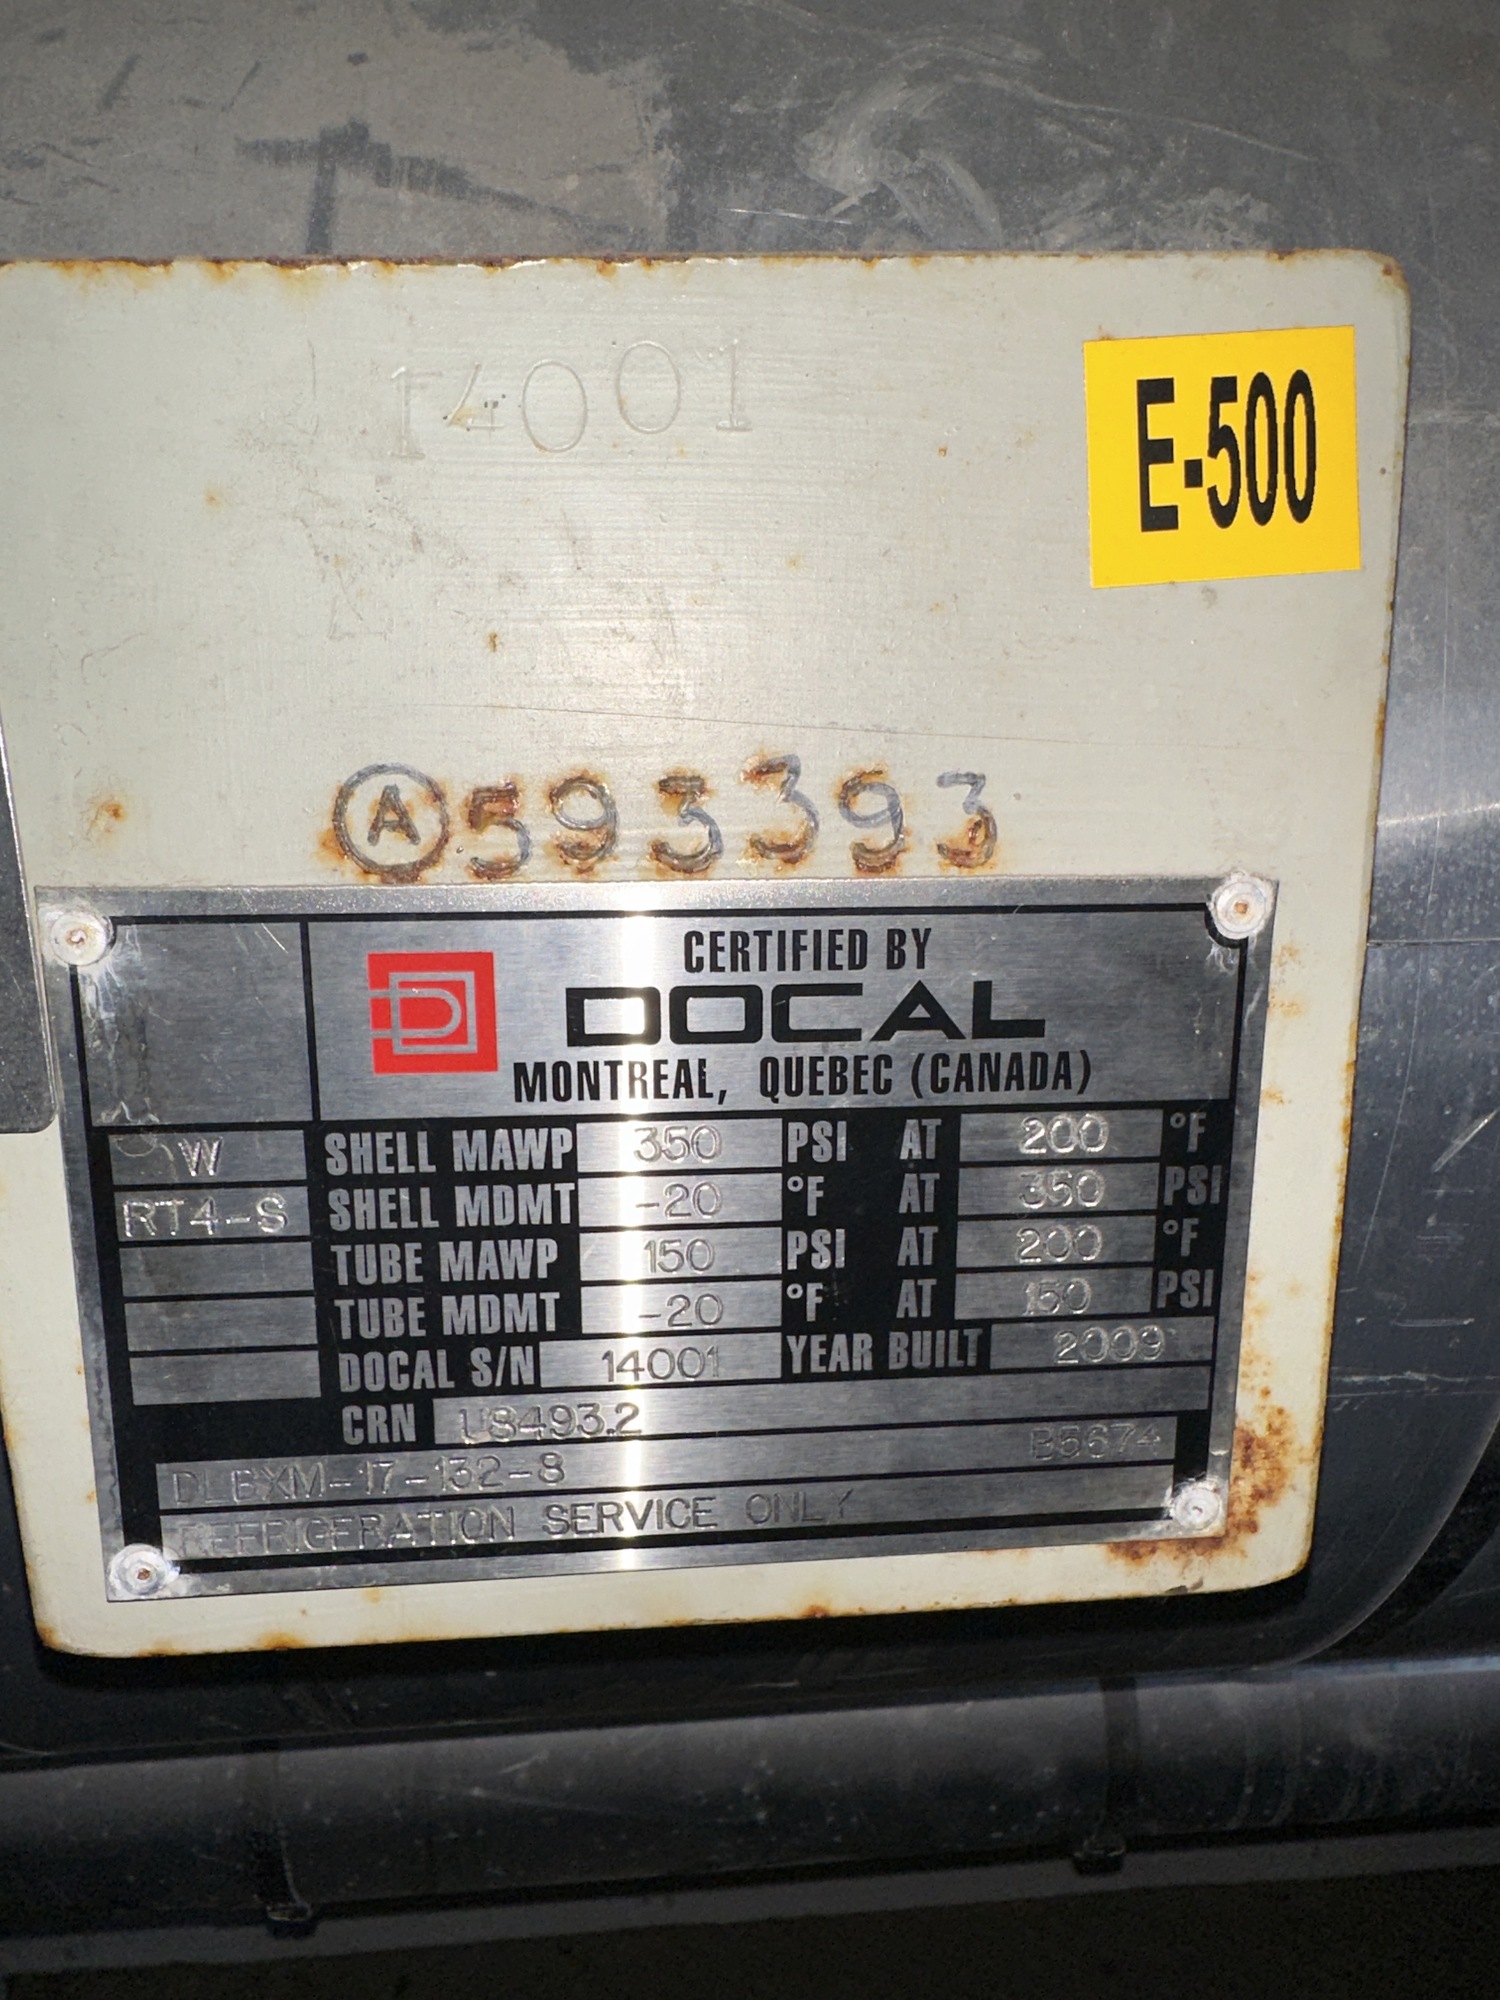 14001
E-500
A 593393
CERTIFIED BY
DOCAL
MONTREAL, QUEBEC (CANADA)
W SHELL MAWP 350 PSI AT 200 °F
RT4-S SHELL MDMT -20 °F AT 350 PSI
TUBE MAWP 150 PSI AT 200 °F
TUBE MDMT -20 °F AT 150 PSI
DOCAL S/N 14001 YEAR BUILT 2009
CRN U8493.2
DLBXM-17-132-8 B5674
REFRIGERATION SERVICE ONLY